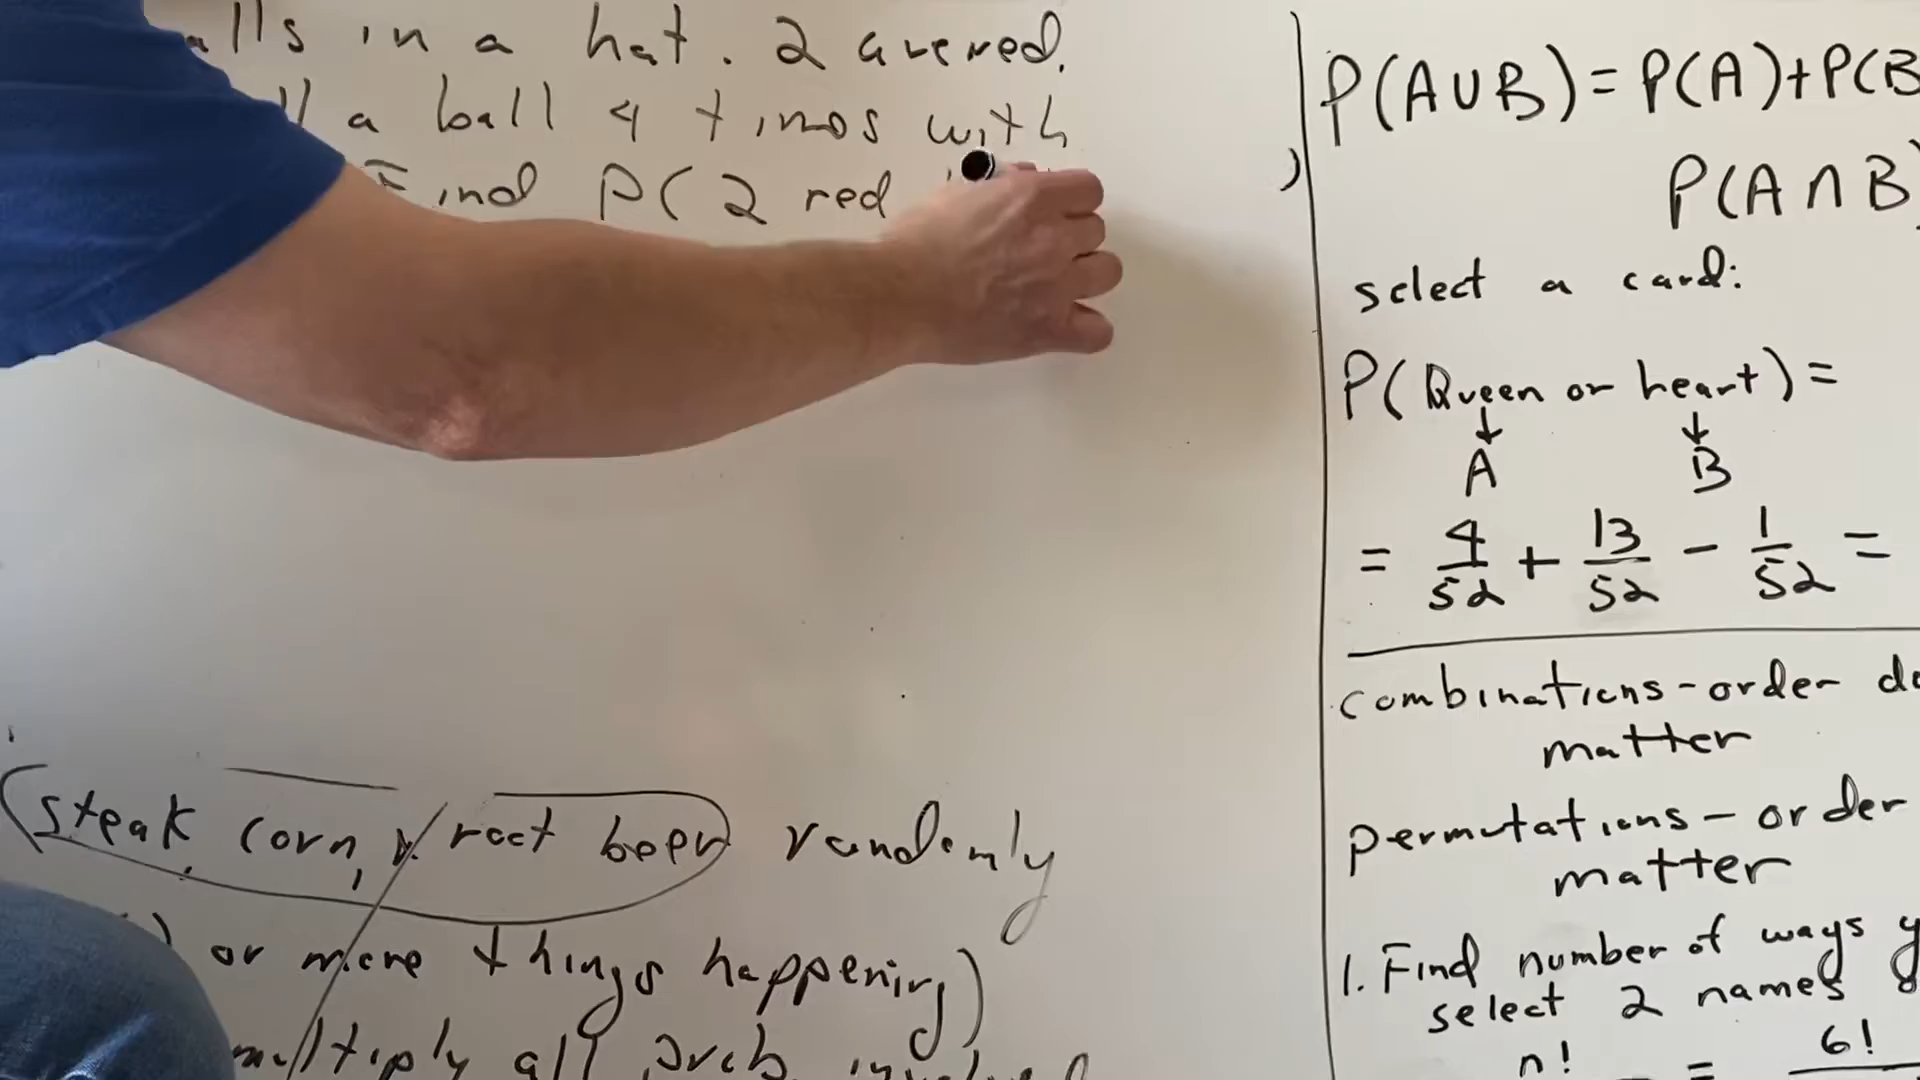 in a hat. 2 are red.
a ball 4 times with
Find P( 2 red
(steak corn, root beer) randomly
or more things happening)
multiply all prob
P(A∪B) = P(A)+P(B
P(A∩B)
select a card:
P( Queen or heart) =
↓ ↓
A B
= 4/52 + 13/52 - 1/52 =
combinations - order
matter
permutations - order
matter
1. Find number of ways
select 2 names
n! = 6!